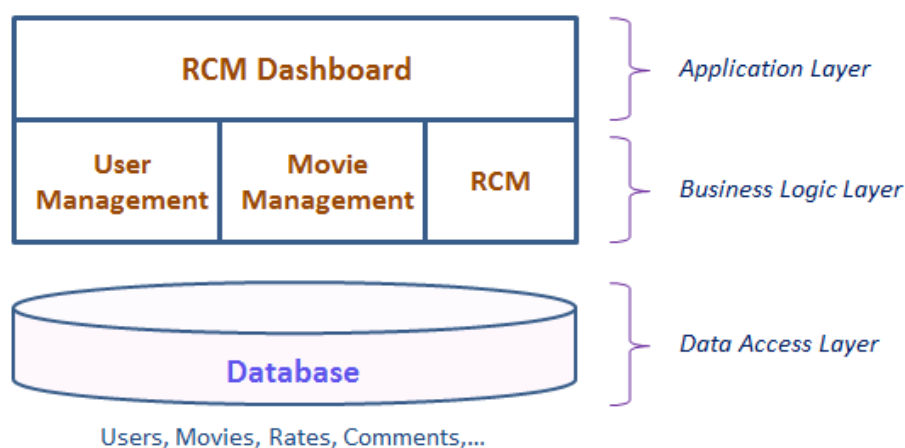 RCM Dashboard
Application Layer
User
Management
Movie
Management
RCM
Business Logic Layer
Database
Data Access Layer
Users, Movies, Rates, Comments,...